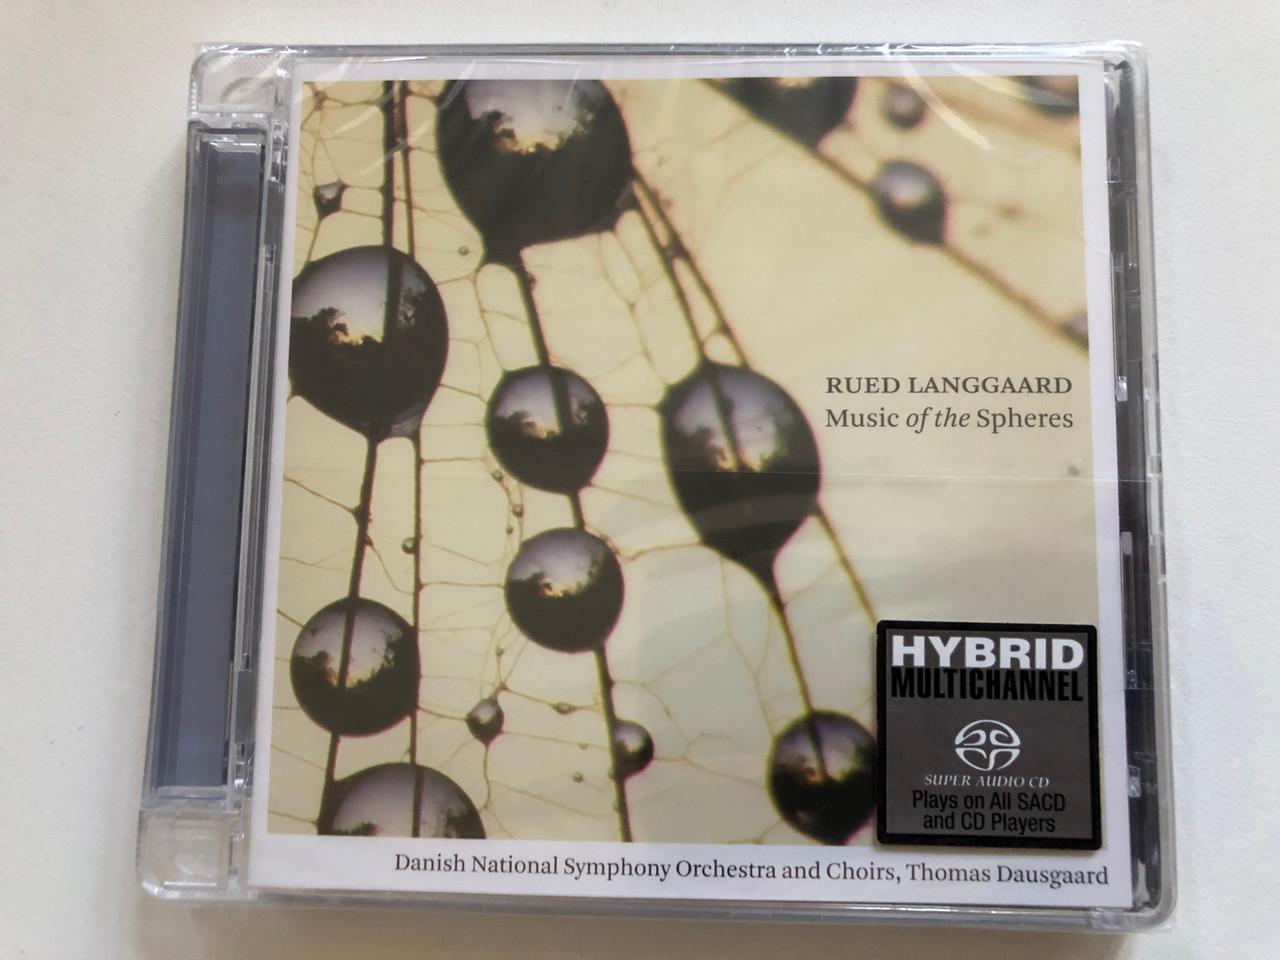 RUED LANGGAARD
Music of the Spheres
HYBRID
MULTICHANNEL
SUPER AUDIO CD
Plays on All SACD
and CD Players
Danish National Symphony Orchestra and Choirs, Thomas Dausgaard